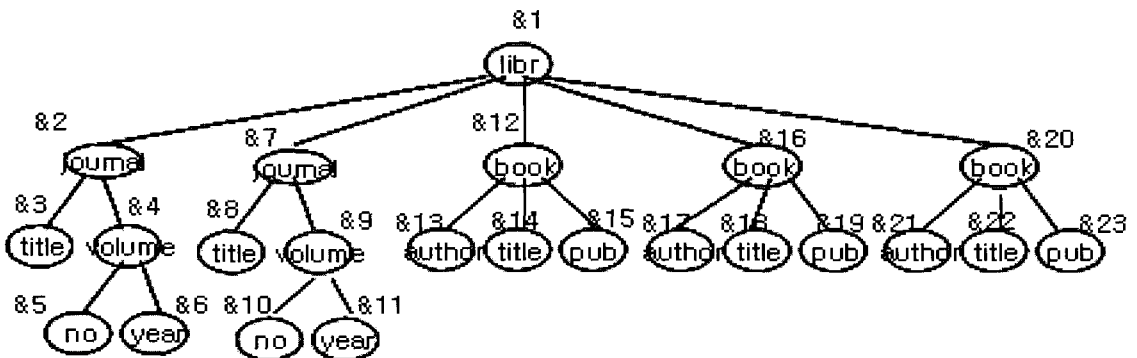 &1
libr
&2 &7 &12 &16 &20
journal journal book book book
&3 &4 &8 &9 &13 &14 &15 &17 &18 &19 &21 &22 &23
title volume title volume author title pub author title pub author title pub
&5 &6 &10 &11
no year no year